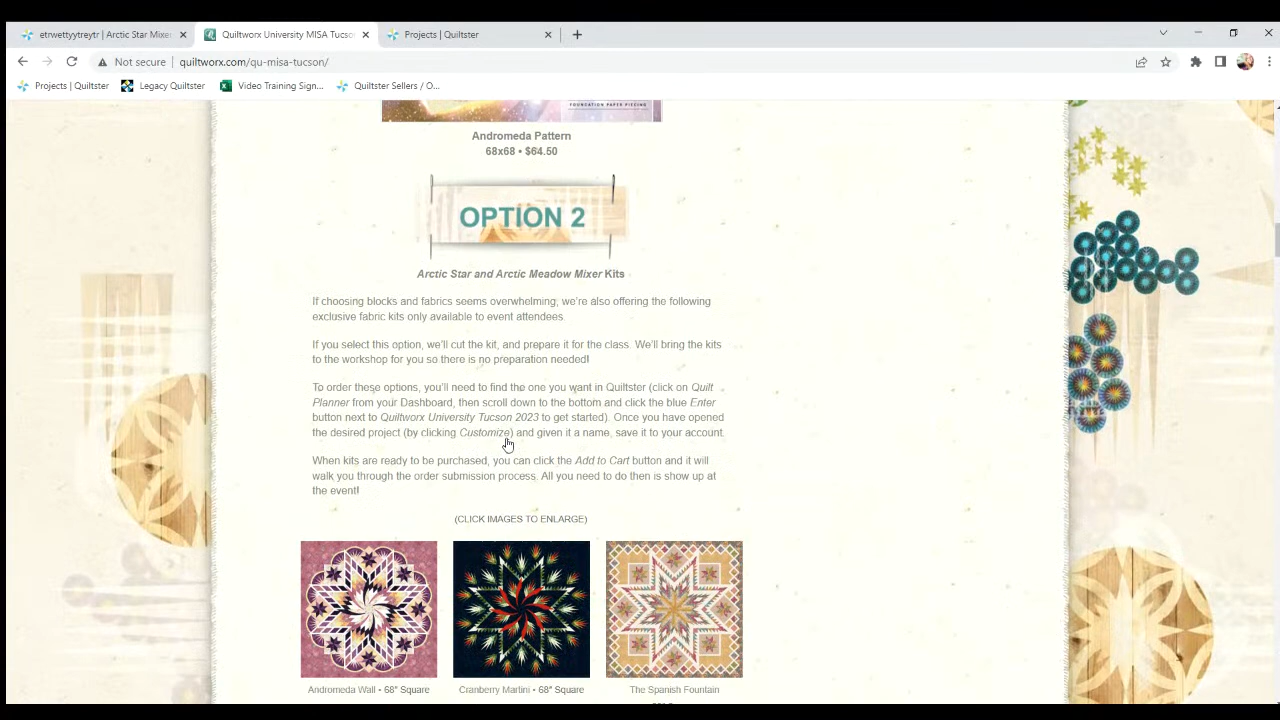 etrwettyytreytr | Arctic Star Mixe
Quiltworx University MISA Tucso
Projects | Quiltster
Not secure | quiltworx.com/qu-misa-tucson/
Projects | Quiltster
Legacy Quiltster
Video Training Sign...
Quiltster Sellers / O...
FOUNDATION PAPER PIECING
Andromeda Pattern
68x68 • $64.50
OPTION 2
Arctic Star and Arctic Meadow Mixer Kits
If choosing blocks and fabrics seems overwhelming, we're also offering the following
exclusive fabric kits only available to event attendees
If you select this option, we'll cut the kit, and prepare it for the class. We'll bring the kits
to the workshop for you so there is no preparation needed!
To order these options, you'll need to find the one you want in Quiltster (click on Quilt
Planner from your Dashboard, then scroll down to the bottom and click the blue Enter
button next to Quiltworx University Tucson 2023 to get started). Once you have opened
the desired project (by clicking Customize) and given it a name, save it to your account.
When kits are ready to be purchased, you can click the Add to Cart button and it will
walk you through the order submission process. All you need to do then is show up at
the event!
(CLICK IMAGES TO ENLARGE)
Andromeda Wall • 68" Square
Cranberry Martini • 68" Square
The Spanish Fountain